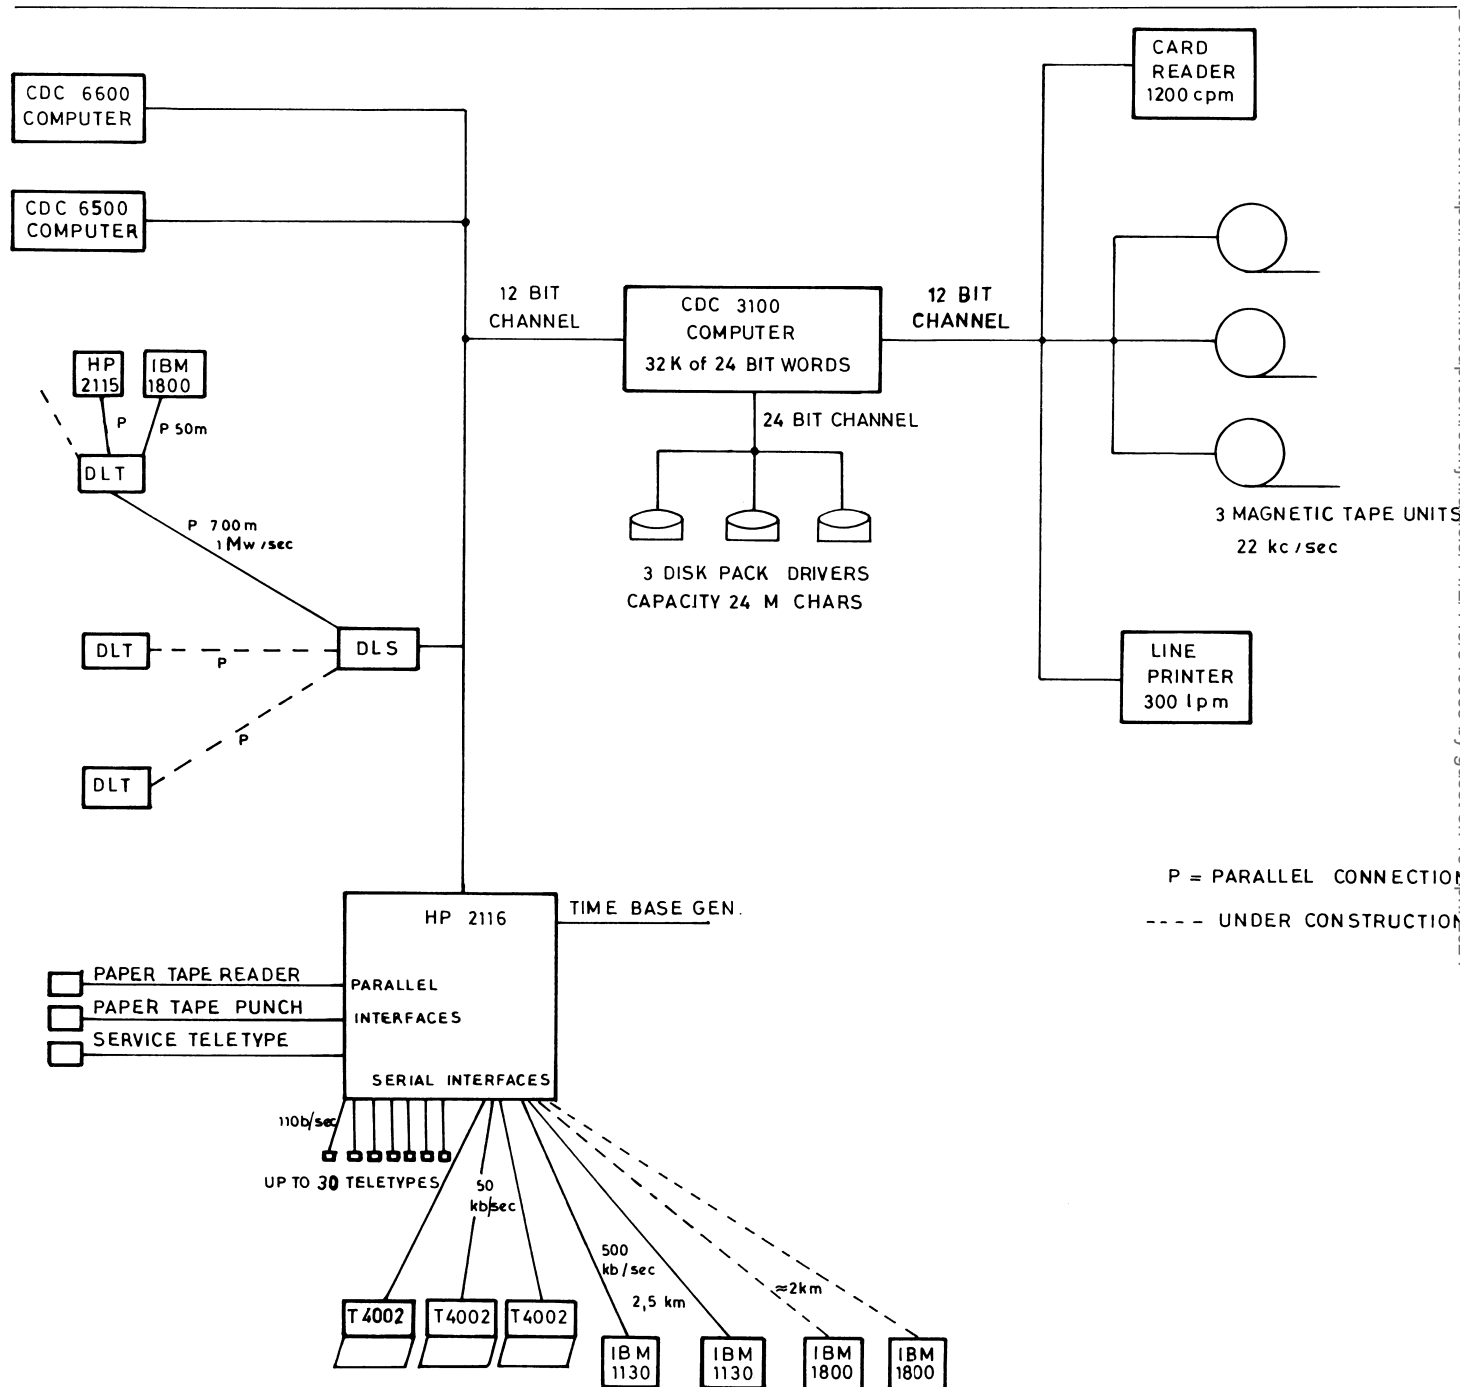 CDC 6600
COMPUTER
CDC 6500
COMPUTER
CARD
READER
1200 cpm
12 BIT
CHANNEL
CDC 3100
COMPUTER
32K of 24 BIT WORDS
12 BIT
CHANNEL
24 BIT CHANNEL
3 DISK PACK DRIVERS
CAPACITY 24 M CHARS
3 MAGNETIC TAPE UNITS
22 kc/sec
LINE
PRINTER
300 lpm
HP
2115
IBM
1800
P
P 50m
DLT
P 700m
1 Mw/sec
DLT
P
DLS
P
DLT
P = PARALLEL CONNECTION
---- UNDER CONSTRUCTION
HP 2116
TIME BASE GEN.
PAPER TAPE READER
PARALLEL
PAPER TAPE PUNCH
INTERFACES
SERVICE TELETYPE
SERIAL INTERFACES
110b/sec
UP TO 30 TELETYPES
50
kb/sec
500
kb/sec
2,5 km
≈2km
T4002
T4002
T4002
IBM
1130
IBM
1130
IBM
1800
IBM
1800